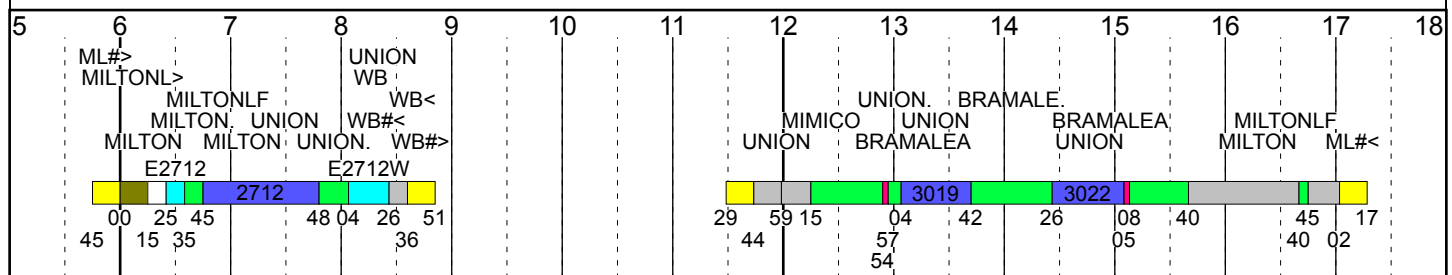 5 6 7 8 9 10 11 12 13 14 15 16 17 18
ML#> UNION
MILTONL> WB
MILTONLF WB< UNION. BRAMALE.
MILTON. UNION WB#< MIMICO UNION BRAMALEA MILTONLF
MILTON MILTON UNION. WB#> UNION BRAMALEA UNION MILTON ML#<
E2712 E2712W
2712 3019 3022
00 25 45 48 04 26 51 29 59 15 04 42 26 08 40 45 17
45 15 35 36 44 57 05 40 02
54